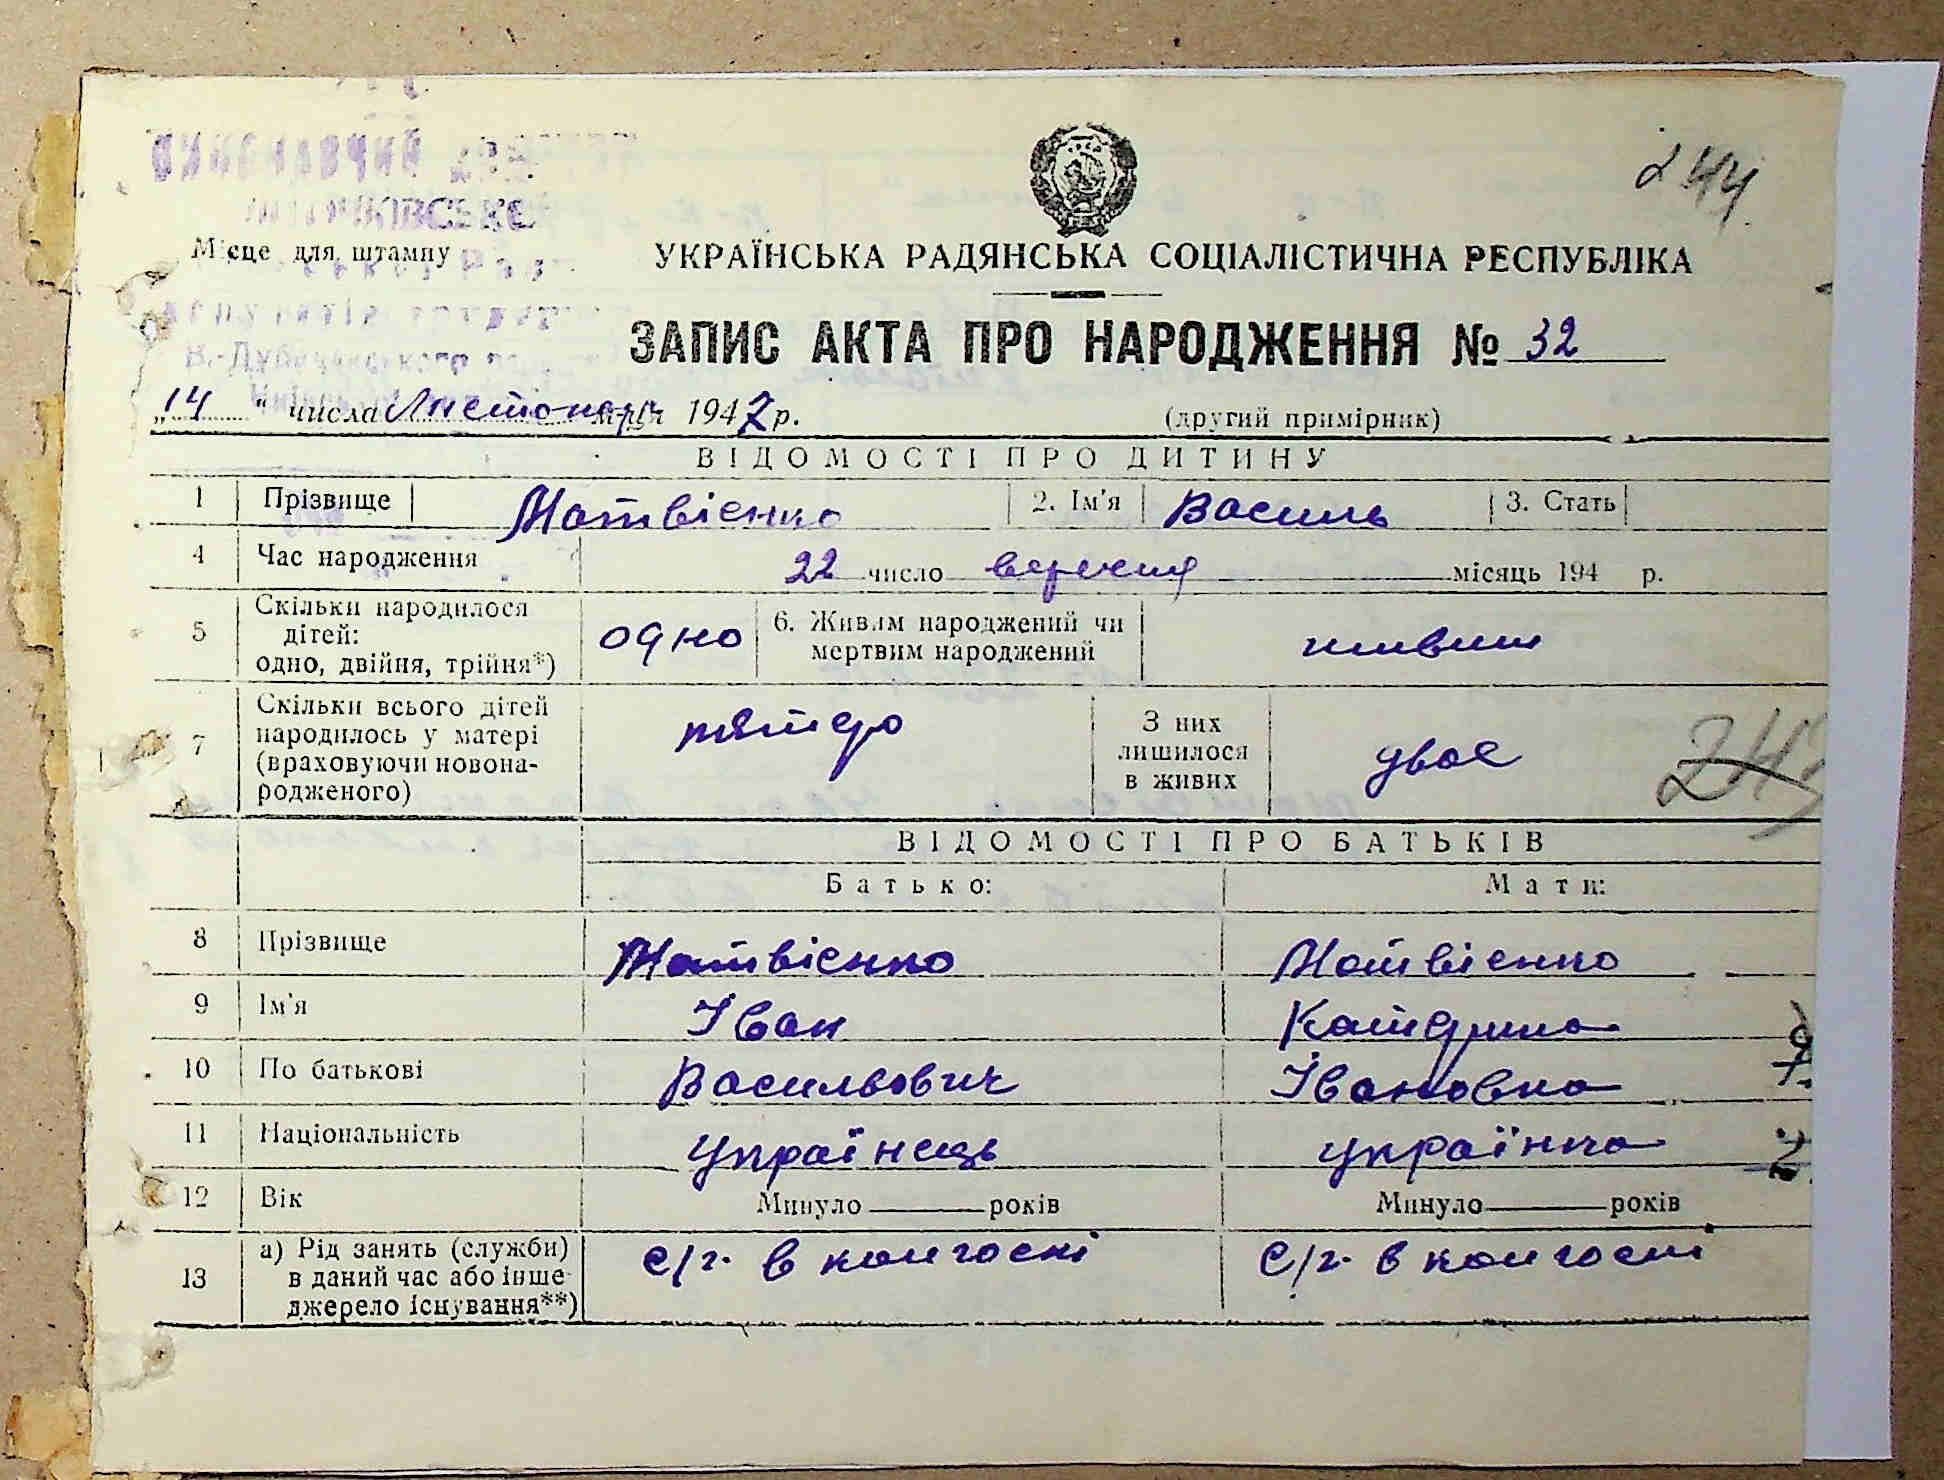 244
Місце для штампу
УКРАЇНСЬКА РАДЯНСЬКА СОЦІАЛІСТИЧНА РЕСПУБЛІКА
ЗАПИС АКТА ПРО НАРОДЖЕННЯ № 32
„14" числа Листопада м-ця 1947 р. (другий примірник)
ВІДОМОСТІ ПРО ДИТИНУ
1 Прізвище Матвієнко 2. Ім'я Василь 3. Стать
4 Час народження 22 число вересня місяць 194 р.
5 Скільки народилося дітей: одно, двійня, трійня*) одно 6. Живим народжений чи мертвим народжений живим
7 Скільки всього дітей народилось у матері (враховуючи новонародженого) пятеро З них лишилося в живих двоє
ВІДОМОСТІ ПРО БАТЬКІВ
Батько: Мати:
8 Прізвище Матвієнко Матвієнко
9 Ім'я Іван Катерина
10 По батькові Васильович Івановна
11 Національність Українець українка
12 Вік Минуло років Минуло років
13 а) Рід занять (служби) в даний час або інше джерело існування**) с/г. в колгоспі с/г. в колгоспі